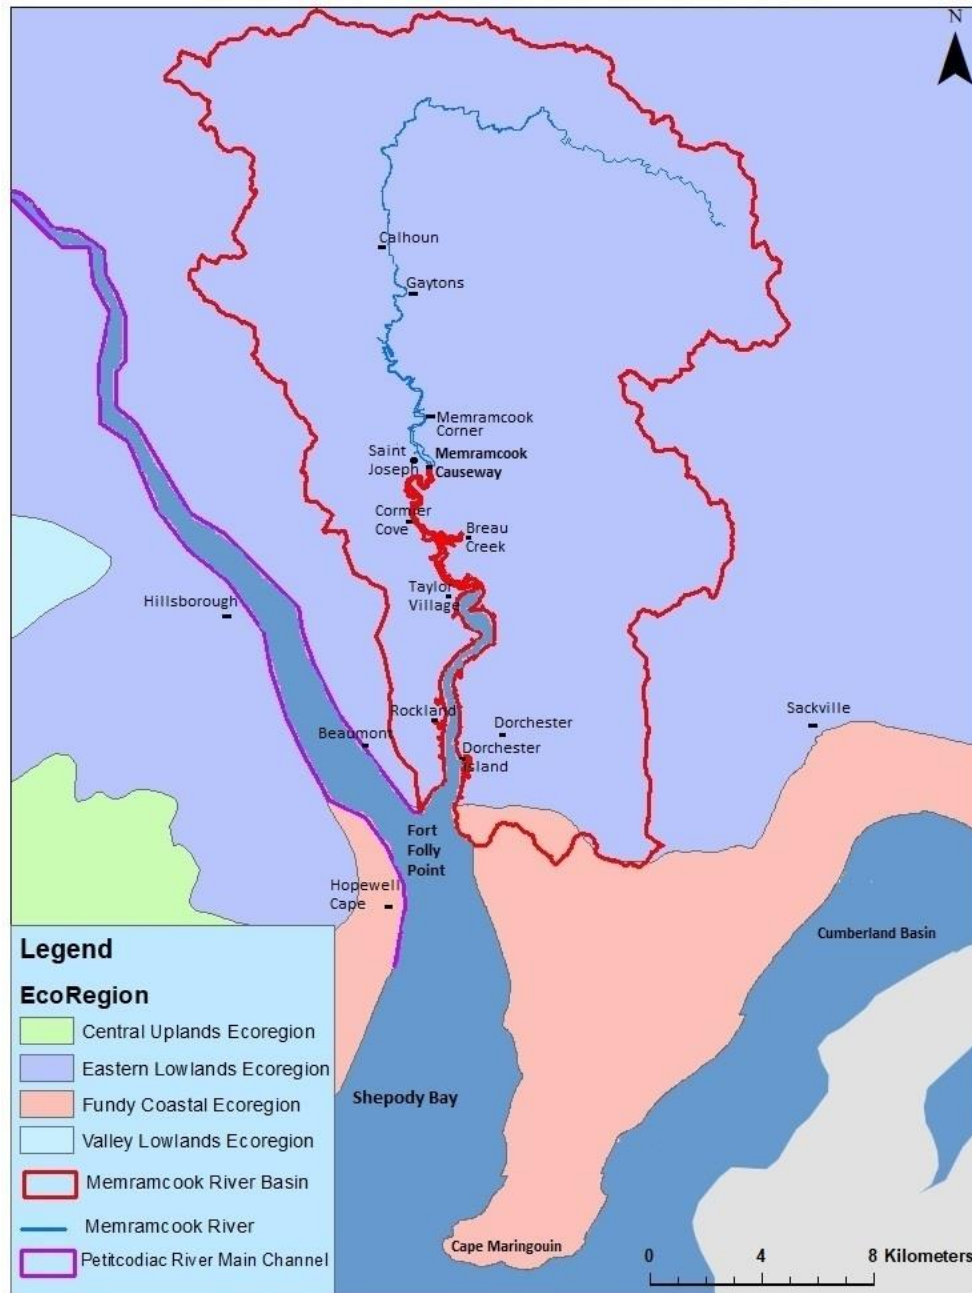 N
Calhoun
Gaytons
Memramcook
Corner
Saint
Joseph
Memramcook
Causeway
Cormier
Cove
Breau
Creek
Taylor
Village
Hillsborough
Rockland
Beaumont
Dorchester
Dorchester
Island
Sackville
Fort
Folly
Point
Hopewell
Cape
Cumberland Basin
Shepody Bay
Cape Maringouin
Legend
EcoRegion
Central Uplands Ecoregion
Eastern Lowlands Ecoregion
Fundy Coastal Ecoregion
Valley Lowlands Ecoregion
Memramcook River Basin
Memramcook River
Petitcodiac River Main Channel
0 4 8 Kilometers